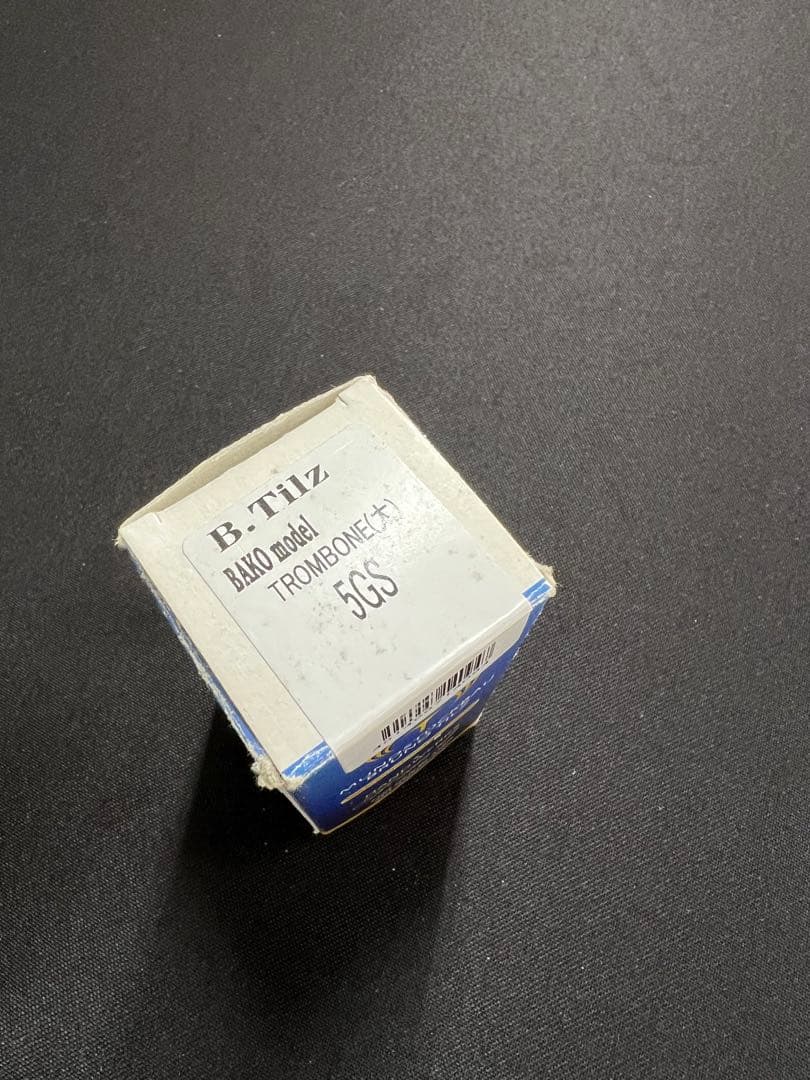 B.Tilz
BAKO model
TROMBONE(太)
5GS